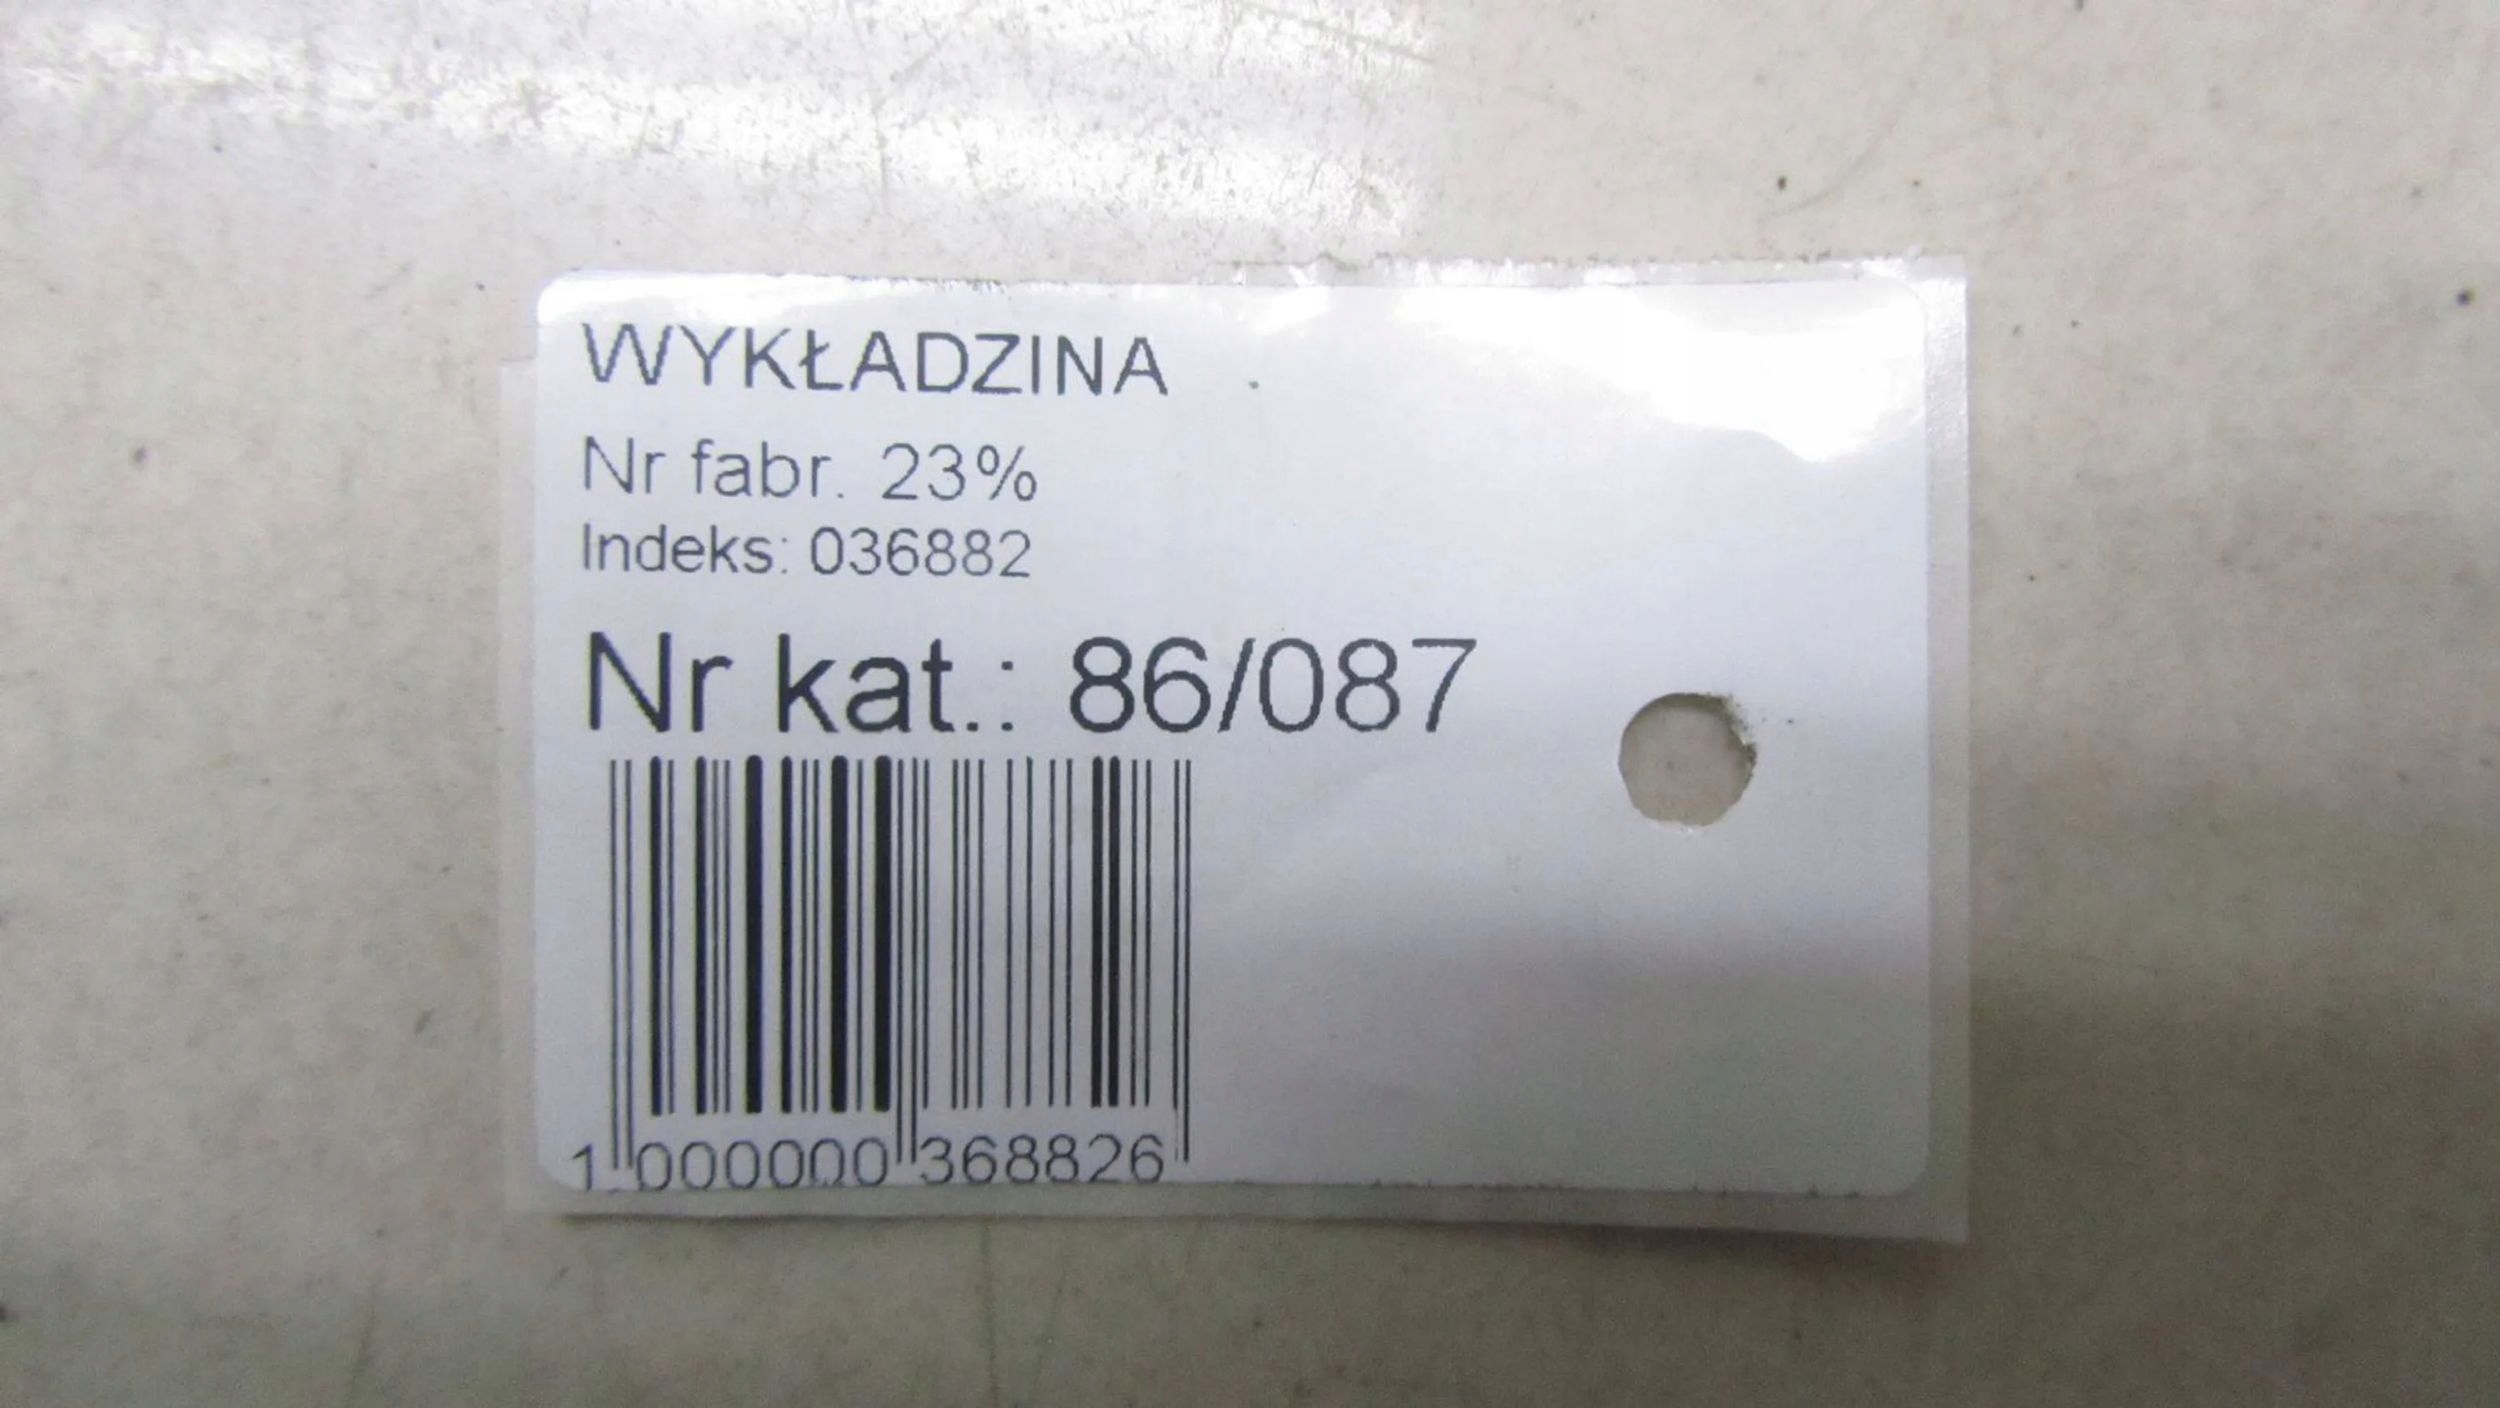 WYKŁADZINA
Nr fabr. 23%
Indeks: 036882
Nr kat.: 86/087
1 000000 368826